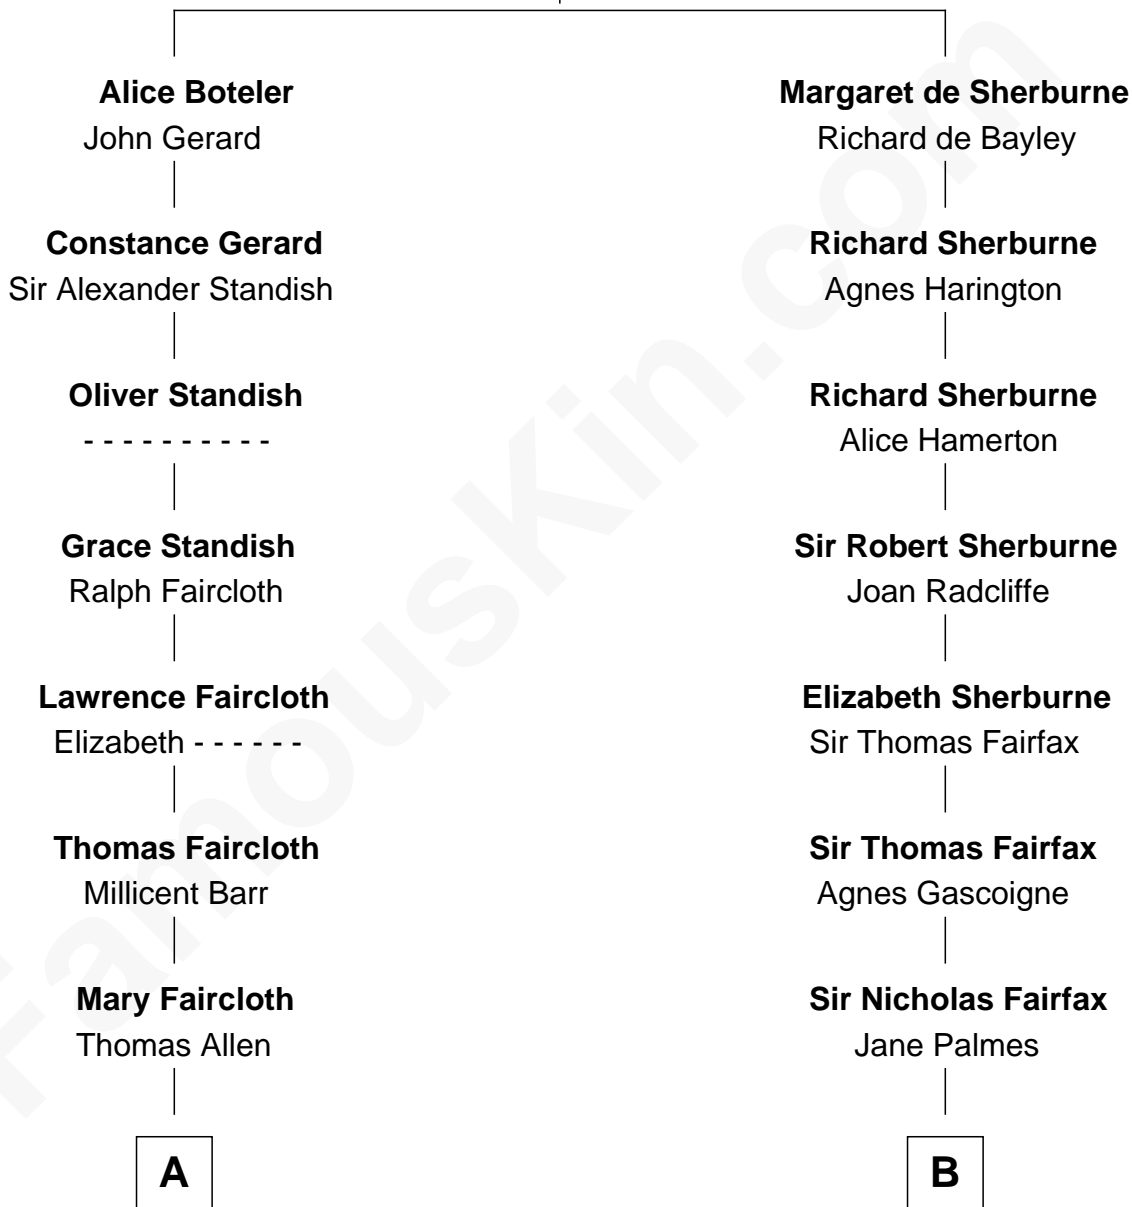 Alice Boteler
John Gerard
Constance Gerard
Sir Alexander Standish
Oliver Standish
- - - - - - - - - -
Grace Standish
Ralph Faircloth
Lawrence Faircloth
Elizabeth - - - - - -
Thomas Faircloth
Millicent Barr
Mary Faircloth
Thomas Allen
A
Margaret de Sherburne
Richard de Bayley
Richard Sherburne
Agnes Harington
Richard Sherburne
Alice Hamerton
Sir Robert Sherburne
Joan Radcliffe
Elizabeth Sherburne
Sir Thomas Fairfax
Sir Thomas Fairfax
Agnes Gascoigne
Sir Nicholas Fairfax
Jane Palmes
B
FamousKin.com